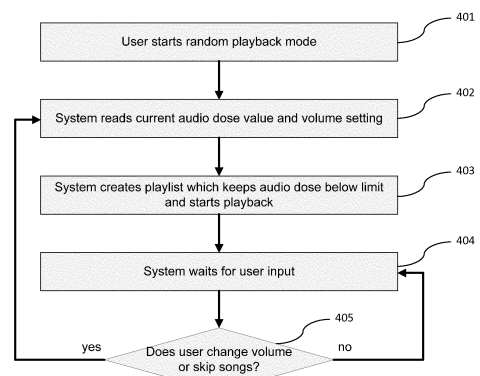 401
User starts random playback mode
402
System reads current audio dose value and volume setting
403
System creates playlist which keeps audio dose below limit
and starts playback
404
System waits for user input
405
yes
Does user change volume
or skip songs?
no